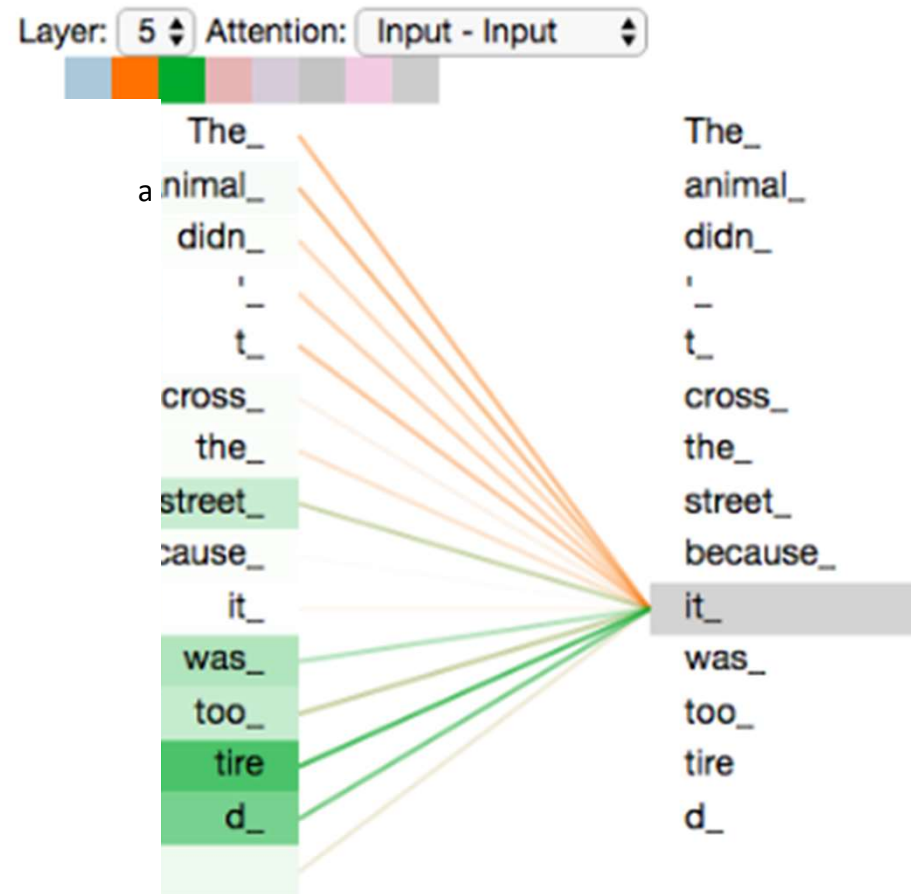 Layer: 5 Attention: Input - Input
The_ The_
animal_ animal_
didn_ didn_
'_ '_
t_ t_
cross_ cross_
the_ the_
street_ street_
cause_ because_
it_ it_
was_ was_
too_ too_
tire tire
d_ d_